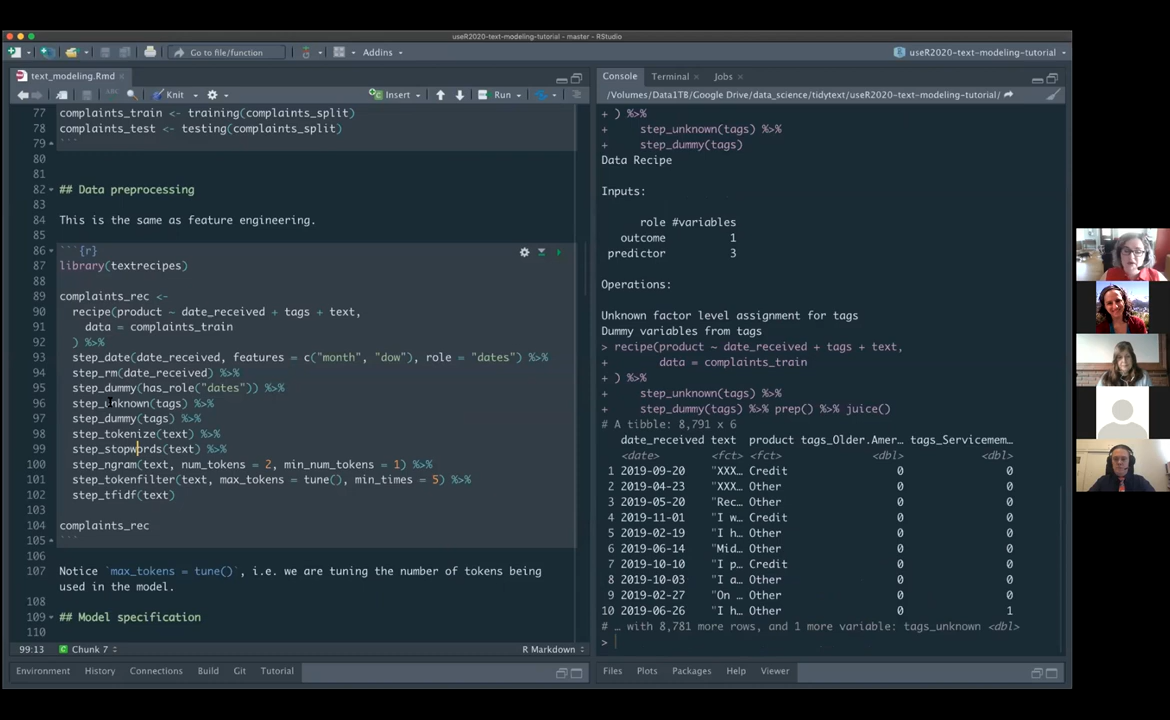 useR2020-text-modeling-tutorial - master - RStudio
Go to file/function
Addins
useR2020-text-modeling-tutorial
text_modeling.Rmd
Knit
Insert
Run
77 complaints_train <- training(complaints_split)
78 complaints_test <- testing(complaints_split)
79 ```
80
81
82 ## Data preprocessing
83
84 This is the same as feature engineering.
85
86 ```{r}
87 library(textrecipes)
88
89 complaints_rec <-
90 recipe(product ~ date_received + tags + text,
91 data = complaints_train
92 ) %>%
93 step_date(date_received, features = c("month", "dow"), role = "dates") %>%
94 step_rm(date_received) %>%
95 step_dummy(has_role("dates")) %>%
96 step_unknown(tags) %>%
97 step_dummy(tags) %>%
98 step_tokenize(text) %>%
99 step_stopwords(text) %>%
100 step_ngram(text, num_tokens = 2, min_num_tokens = 1) %>%
101 step_tokenfilter(text, max_tokens = tune(), min_times = 5) %>%
102 step_tfidf(text)
103
104 complaints_rec
105 ```
106
107 Notice `max_tokens = tune()`, i.e. we are tuning the number of tokens being
used in the model.
108
109 ## Model specification
110
99:13 Chunk 7 R Markdown
Environment History Connections Build Git Tutorial
Console Terminal Jobs
/Volumes/Data1TB/Google Drive/data_science/tidytext/useR2020-text-modeling-tutorial/
+ ) %>%
+ step_unknown(tags) %>%
+ step_dummy(tags)
Data Recipe
Inputs:
role #variables
outcome 1
predictor 3
Operations:
Unknown factor level assignment for tags
Dummy variables from tags
> recipe(product ~ date_received + tags + text,
+ data = complaints_train
+ ) %>%
+ step_unknown(tags) %>%
+ step_dummy(tags) %>% prep() %>% juice()
# A tibble: 8,791 x 6
date_received text product tags_Older.Amer… tags_Servicemem…
<date> <fct> <fct> <dbl> <dbl>
1 2019-09-20 "XXX… Credit 0 0
2 2019-04-23 "XXX… Other 0 0
3 2019-05-20 "Rec… Other 0 0
4 2019-11-01 "I w… Credit 0 0
5 2019-02-19 "I h… Other 0 0
6 2019-06-14 "Mid… Other 0 0
7 2019-10-10 "I p… Credit 0 0
8 2019-10-03 "I a… Other 0 0
9 2019-02-27 "On … Other 0 0
10 2019-06-26 "I h… Other 0 1
# … with 8,781 more rows, and 1 more variable: tags_unknown <dbl>
>
Files Plots Packages Help Viewer